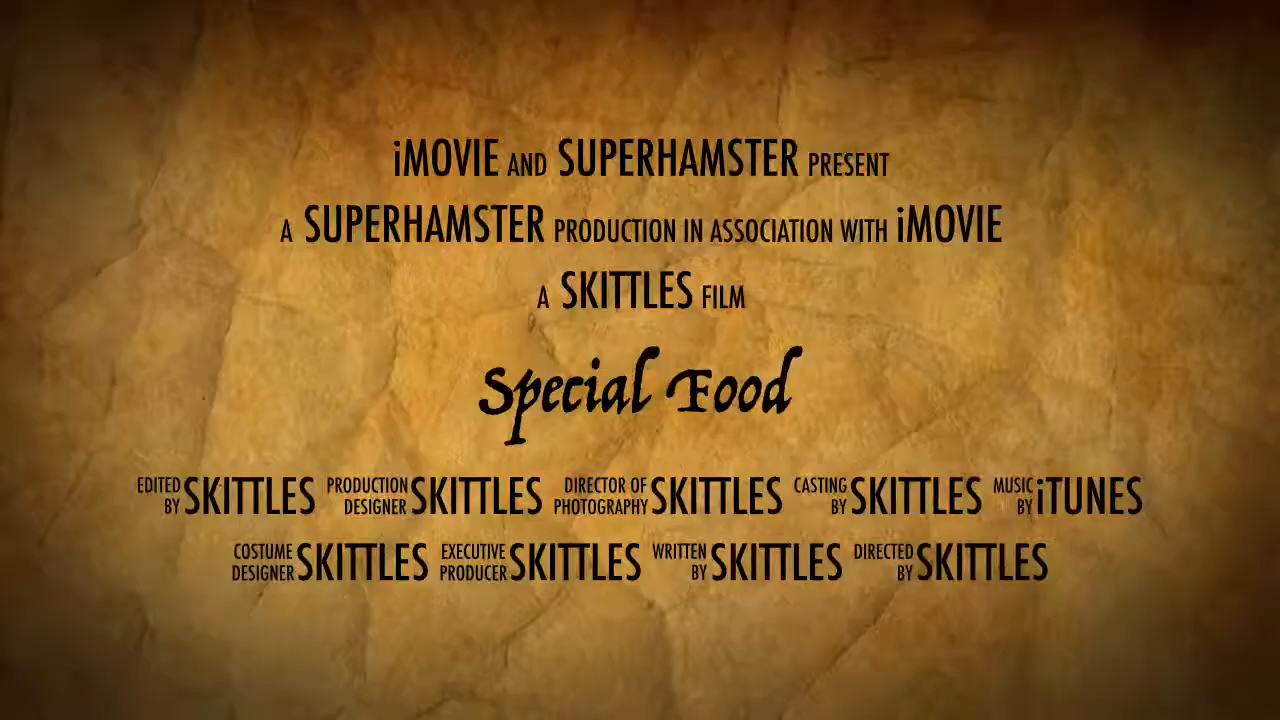 iMOVIE AND SUPERHAMSTER PRESENT
A SUPERHAMSTER PRODUCTION IN ASSOCIATION WITH iMOVIE
A SKITTLES FILM
Special Food
EDITED BY SKITTLES PRODUCTION DESIGNER SKITTLES DIRECTOR OF PHOTOGRAPHY SKITTLES CASTING BY SKITTLES MUSIC BY iTUNES
COSTUME DESIGNER SKITTLES EXECUTIVE PRODUCER SKITTLES WRITTEN BY SKITTLES DIRECTED BY SKITTLES